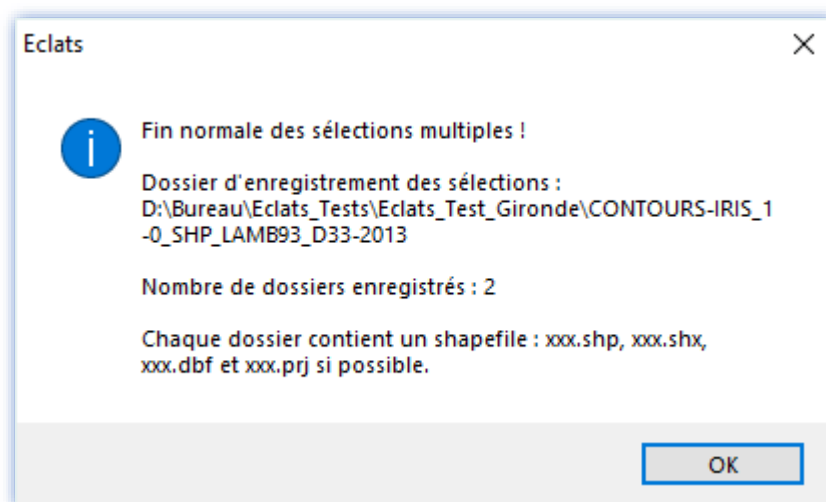 Eclats
Fin normale des sélections multiples !
Dossier d'enregistrement des sélections :
D:\Bureau\Eclats_Tests\Eclats_Test_Gironde\CONTOURS-IRIS_1
-0_SHP_LAMB93_D33-2013
Nombre de dossiers enregistrés : 2
Chaque dossier contient un shapefile : xxx.shp, xxx.shx,
xxx.dbf et xxx.prj si possible.
OK